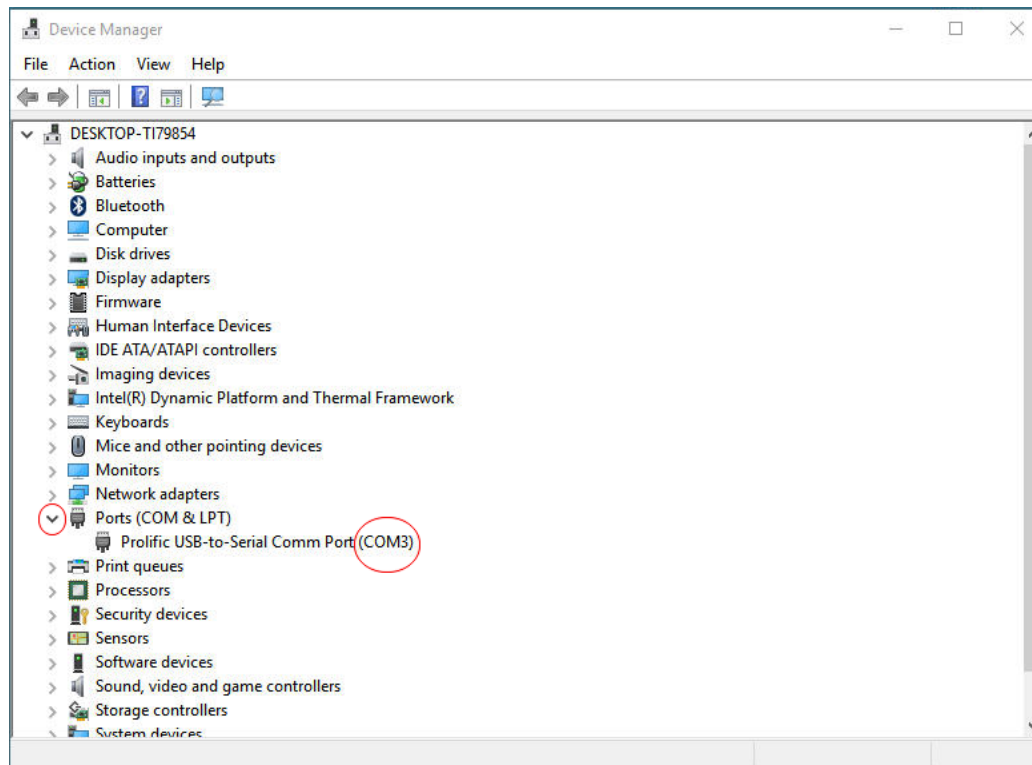 Device Manager
File Action View Help
DESKTOP-TI79854
Audio inputs and outputs
Batteries
Bluetooth
Computer
Disk drives
Display adapters
Firmware
Human Interface Devices
IDE ATA/ATAPI controllers
Imaging devices
Intel(R) Dynamic Platform and Thermal Framework
Keyboards
Mice and other pointing devices
Monitors
Network adapters
Ports (COM & LPT)
Prolific USB-to-Serial Comm Port (COM3)
Print queues
Processors
Security devices
Sensors
Software devices
Sound, video and game controllers
Storage controllers
System devices